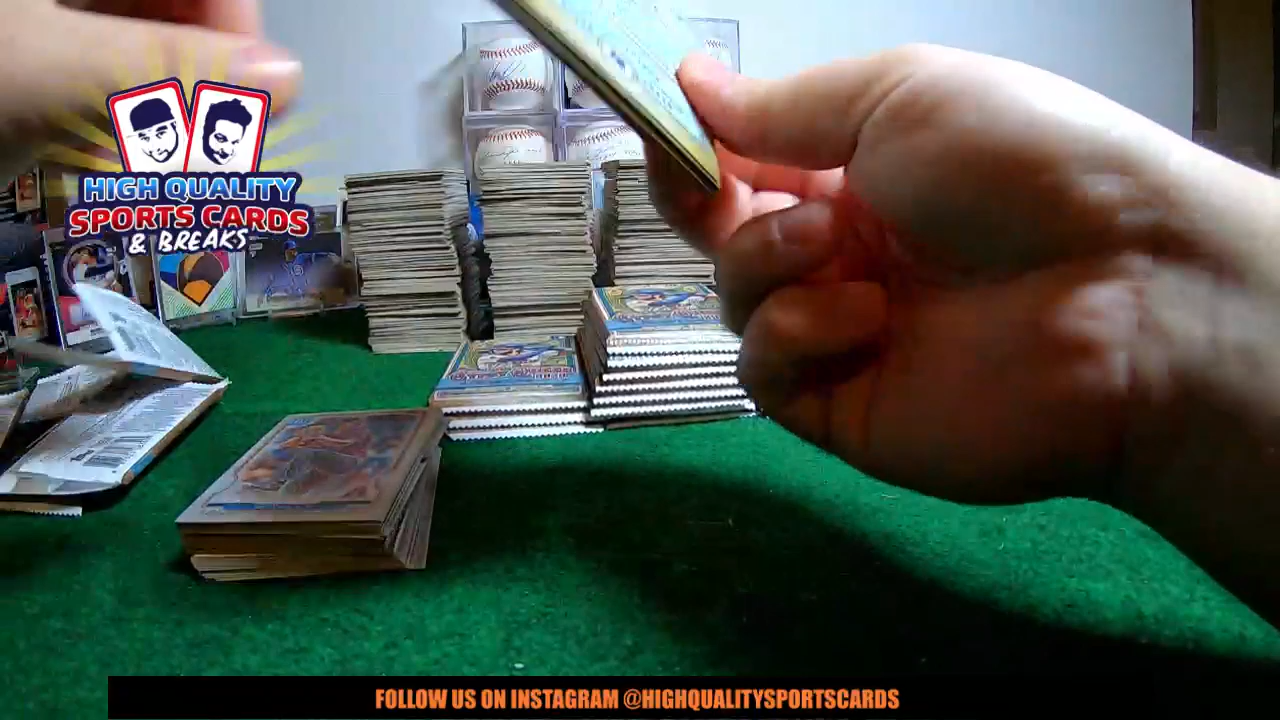 HIGH QUALITY
SPORTS CARDS
& BREAKS
FOLLOW US ON INSTAGRAM @HIGHQUALITYSPORTSCARDS